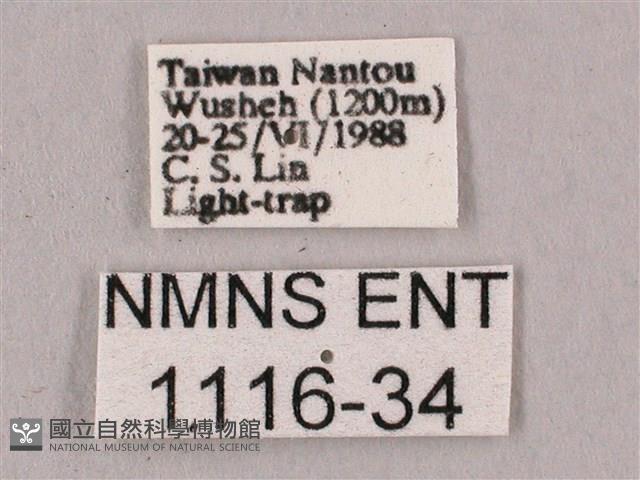 Taiwan Nantou
Wusheh (1200m)
20-25/VI/1988
C. S. Lin
Light-trap
NMNS ENT
1116-34
國立自然科學博物館
NATIONAL MUSEUM OF NATURAL SCIENCE